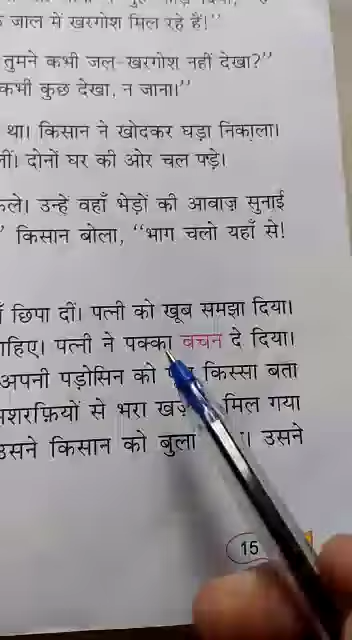 जाल में खरगोश मिल रहे हैं!”
तुमने कभी जल-खरगोश नहीं देखा?”
कभी कुछ देखा, न जाना।”
था। किसान ने खोदकर घड़ा निकाला।
दोनों घर की ओर चल पड़े।
उन्हें वहाँ भेड़ों की आवाज़ सुनाई
किसान बोला, “भाग चलो यहाँ से!
छिपा दीं। पत्नी को खूब समझा दिया।
पत्नी ने पक्का वचन दे दिया।
अपनी पड़ोसिन को किस्सा बता
से भरा मिल गया
उसने किसान को बुला । उसने
15